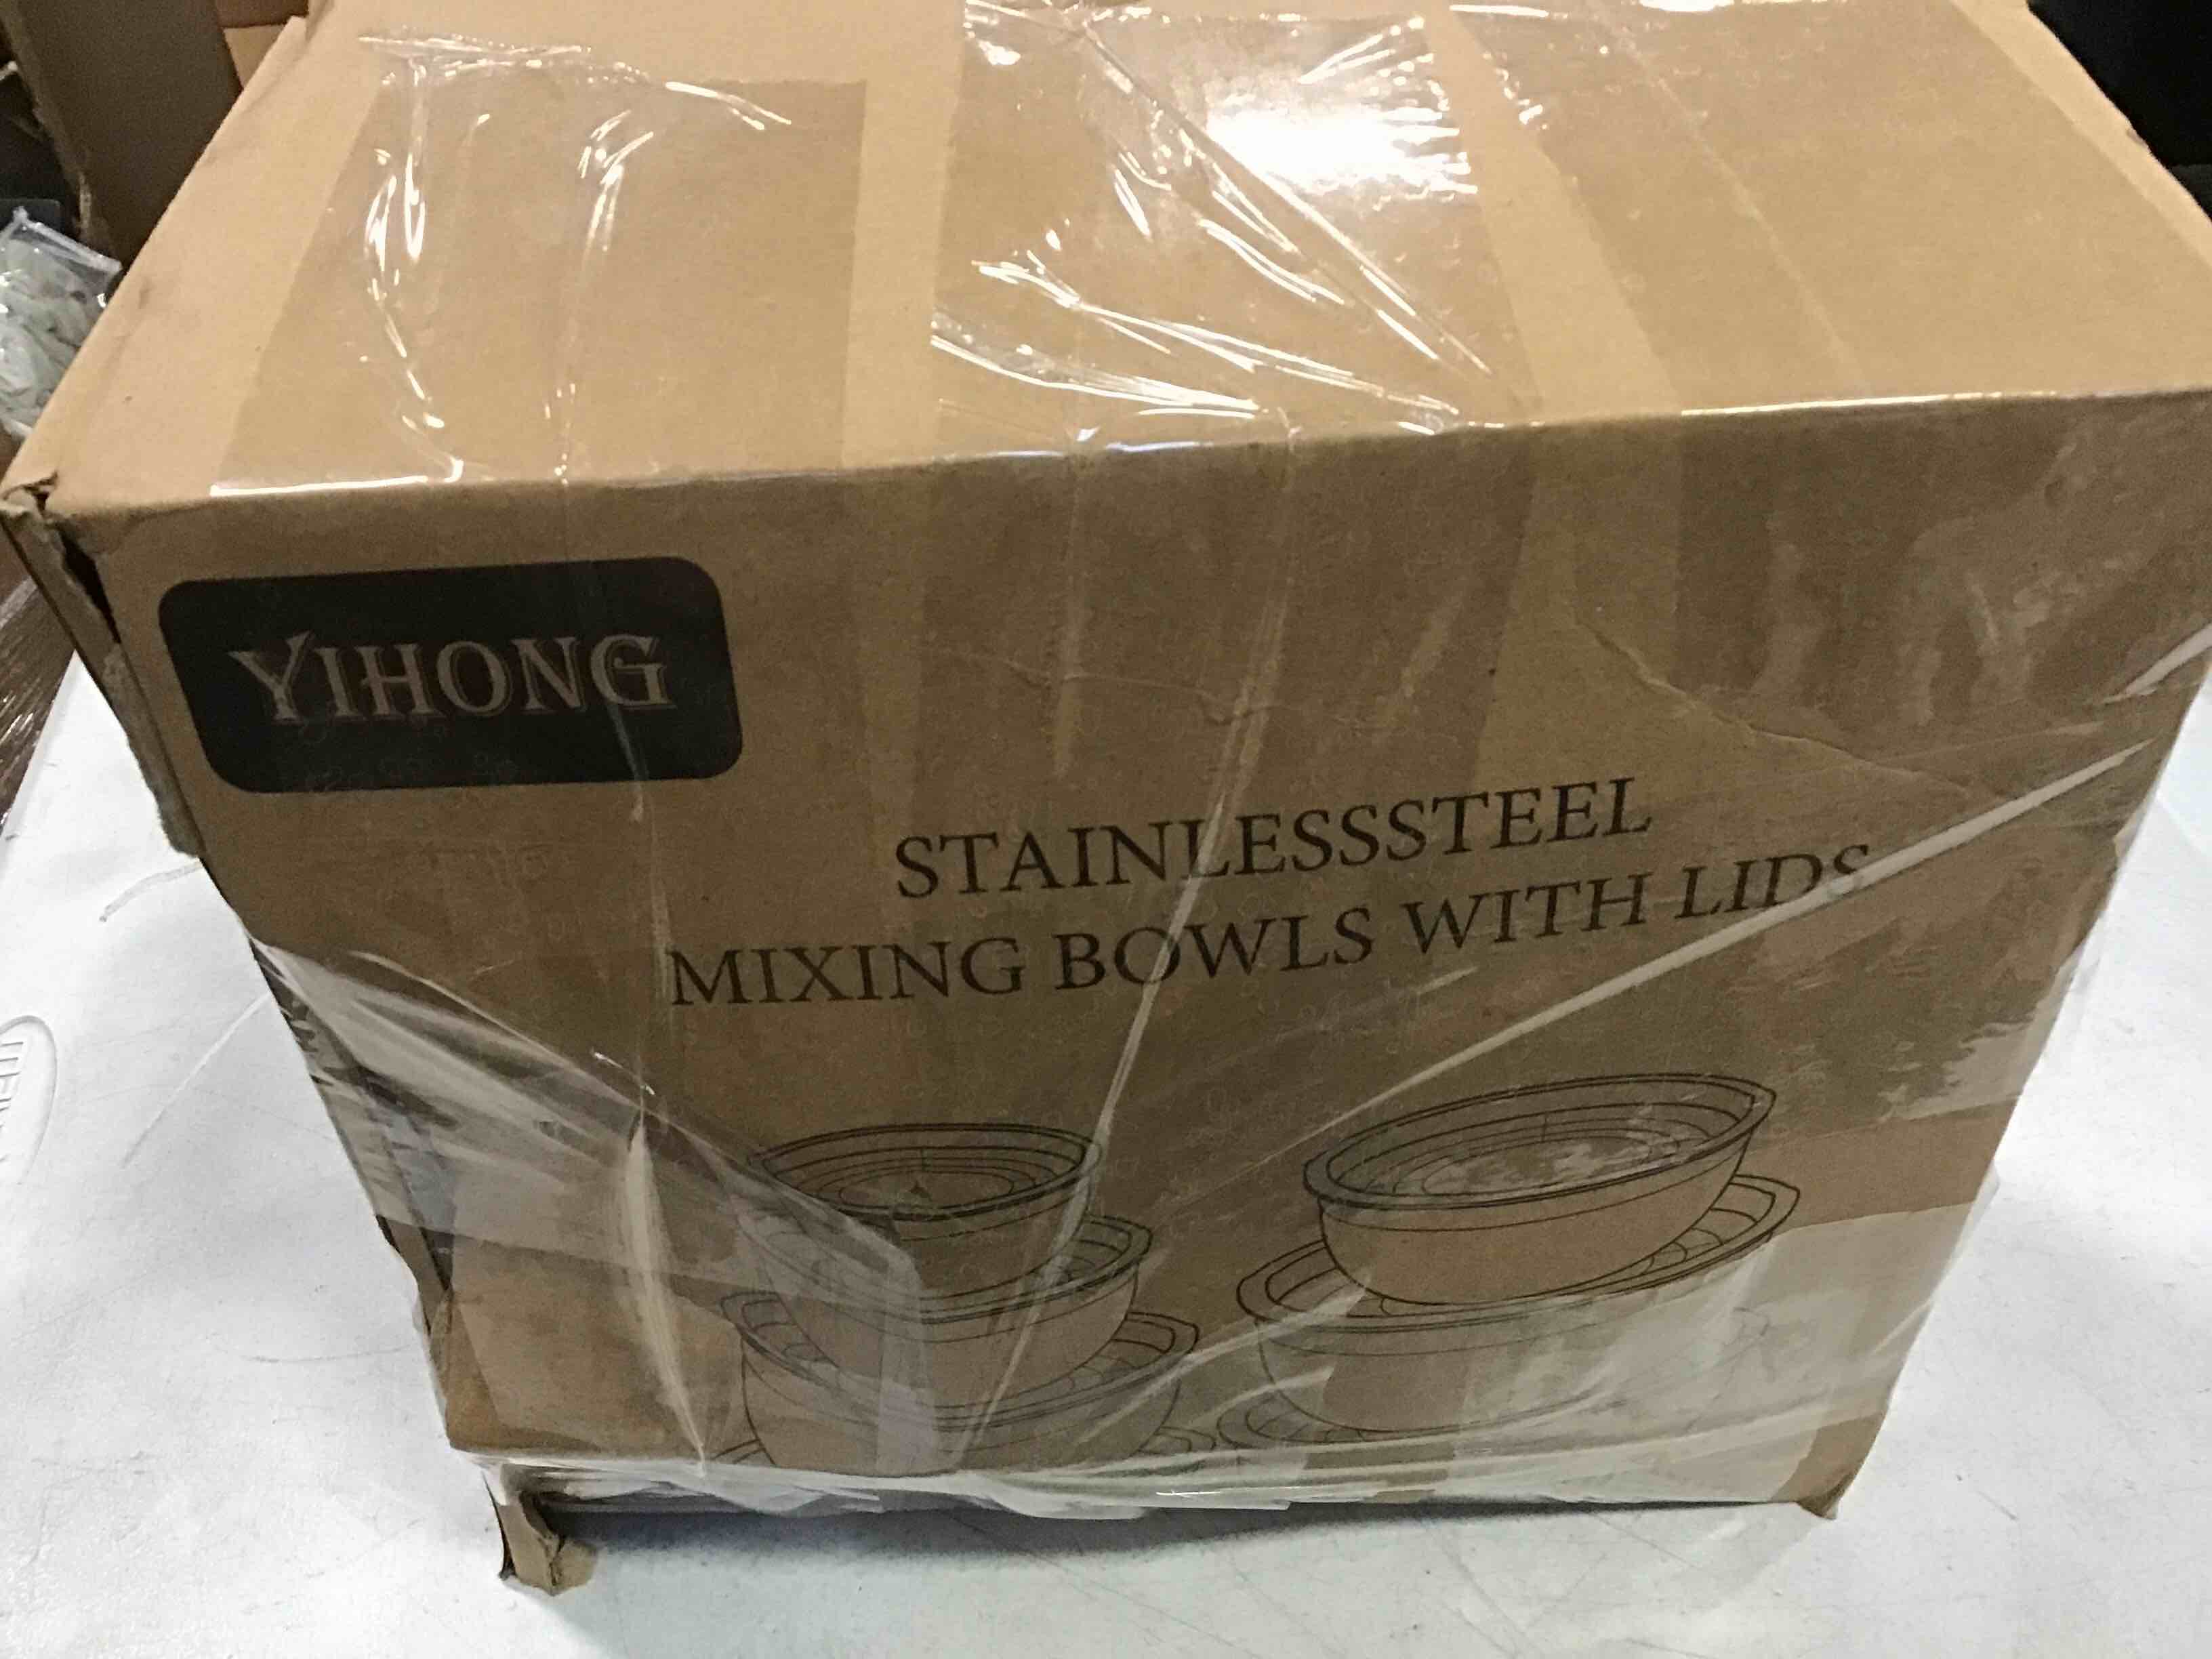 YIHONG
STAINLESSSTEEL
MIXING BOWLS WITH LIDS